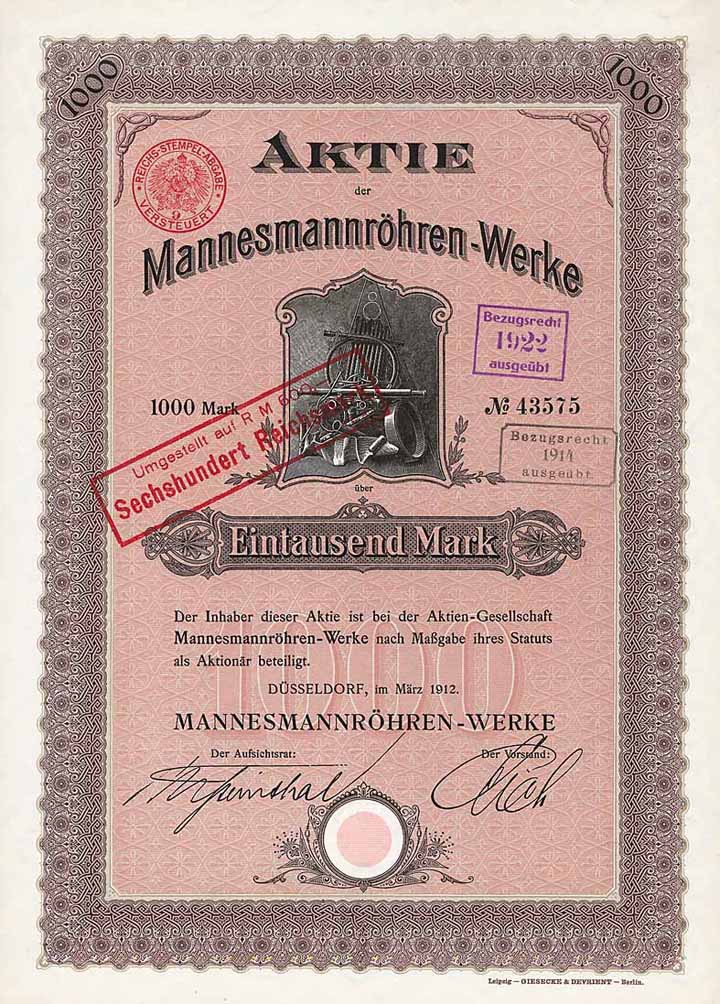 1000
1000
AKTIE
REICHS-STEMPEL-ABGABE
VERSTEUERT
9
der
Mannesmannröhren-Werke
Bezugsrecht
1922
ausgeübt
1000 Mark
№ 43575
Umgestellt auf R M 600,-
Sechshundert Reichsmark
Bezugsrecht
1914
ausgeübt
über
Eintausend Mark
1000
Der Inhaber dieser Aktie ist bei der Aktien-Gesellschaft
Mannesmannröhren-Werke nach Maßgabe ihres Statuts
als Aktionär beteiligt.
DÜSSELDORF, im März 1912.
MANNESMANNRÖHREN-WERKE
Der Aufsichtsrat:
Der Vorstand:
Leipzig — GIESECKE & DEVRIENT — Berlin.